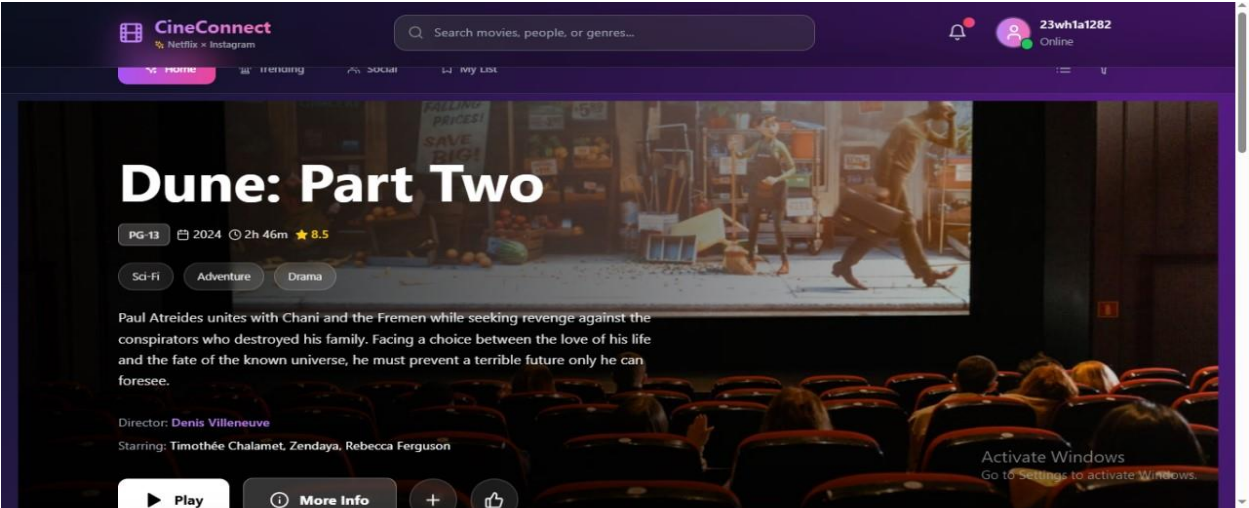 CineConnect
Netflix × Instagram
Search movies, people, or genres...
23wh1a1282
Online
Home Trending Social My List
FALLING
PRICES!
SAVE
BIG!
Dune: Part Two
PG-13 2024 2h 46m 8.5
Sci-Fi Adventure Drama
Paul Atreides unites with Chani and the Fremen while seeking revenge against the
conspirators who destroyed his family. Facing a choice between the love of his life
and the fate of the known universe, he must prevent a terrible future only he can
foresee.
Director: Denis Villeneuve
Starring: Timothée Chalamet, Zendaya, Rebecca Ferguson
Activate Windows
Go to Settings to activate Windows.
Play More Info